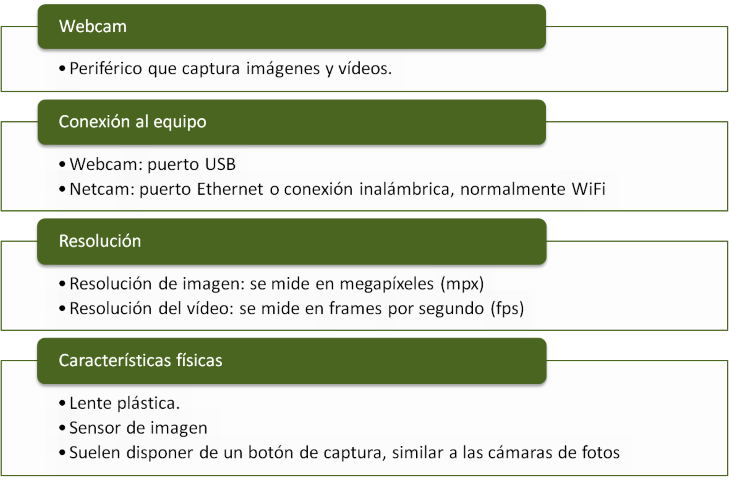 Webcam
• Periférico que captura imágenes y vídeos.
Conexión al equipo
• Webcam: puerto USB
• Netcam: puerto Ethernet o conexión inalámbrica, normalmente WiFi
Resolución
• Resolución de imagen: se mide en megapíxeles (mpx)
• Resolución del vídeo: se mide en frames por segundo (fps)
Características físicas
• Lente plástica.
• Sensor de imagen
• Suelen disponer de un botón de captura, similar a las cámaras de fotos